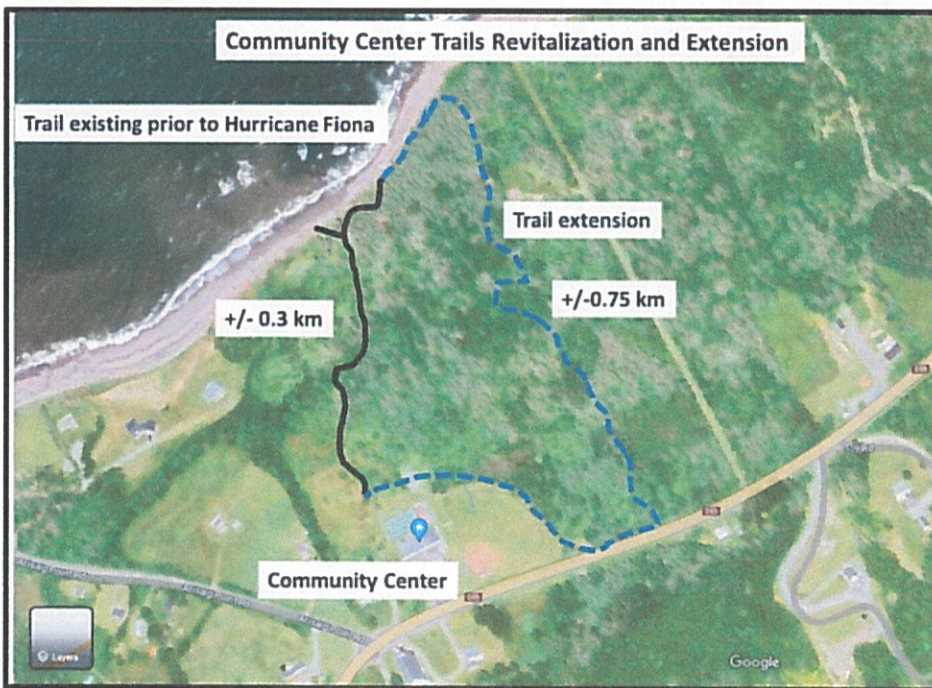 Community Center Trails Revitalization and Extension
Trail existing prior to Hurricane Fiona
Trail extension
+/- 0.3 km
+/-0.75 km
Community Center
Layers
Google